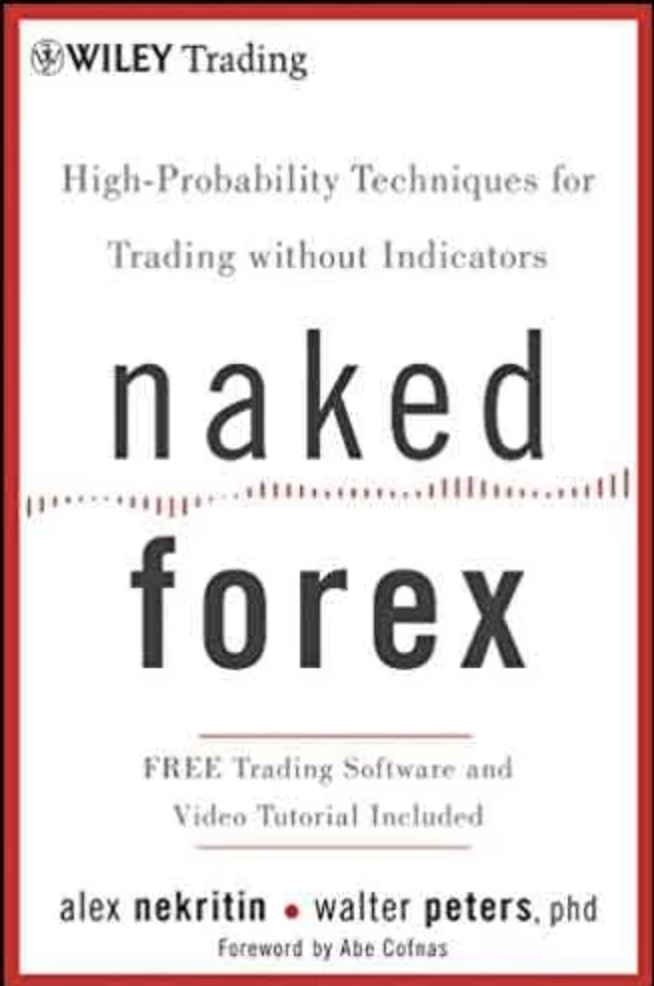 WILEY Trading
High-Probability Techniques for
Trading without Indicators
naked
forex
FREE Trading Software and
Video Tutorial Included
alex nekritin • walter peters, phd
Foreword by Abe Cofnas